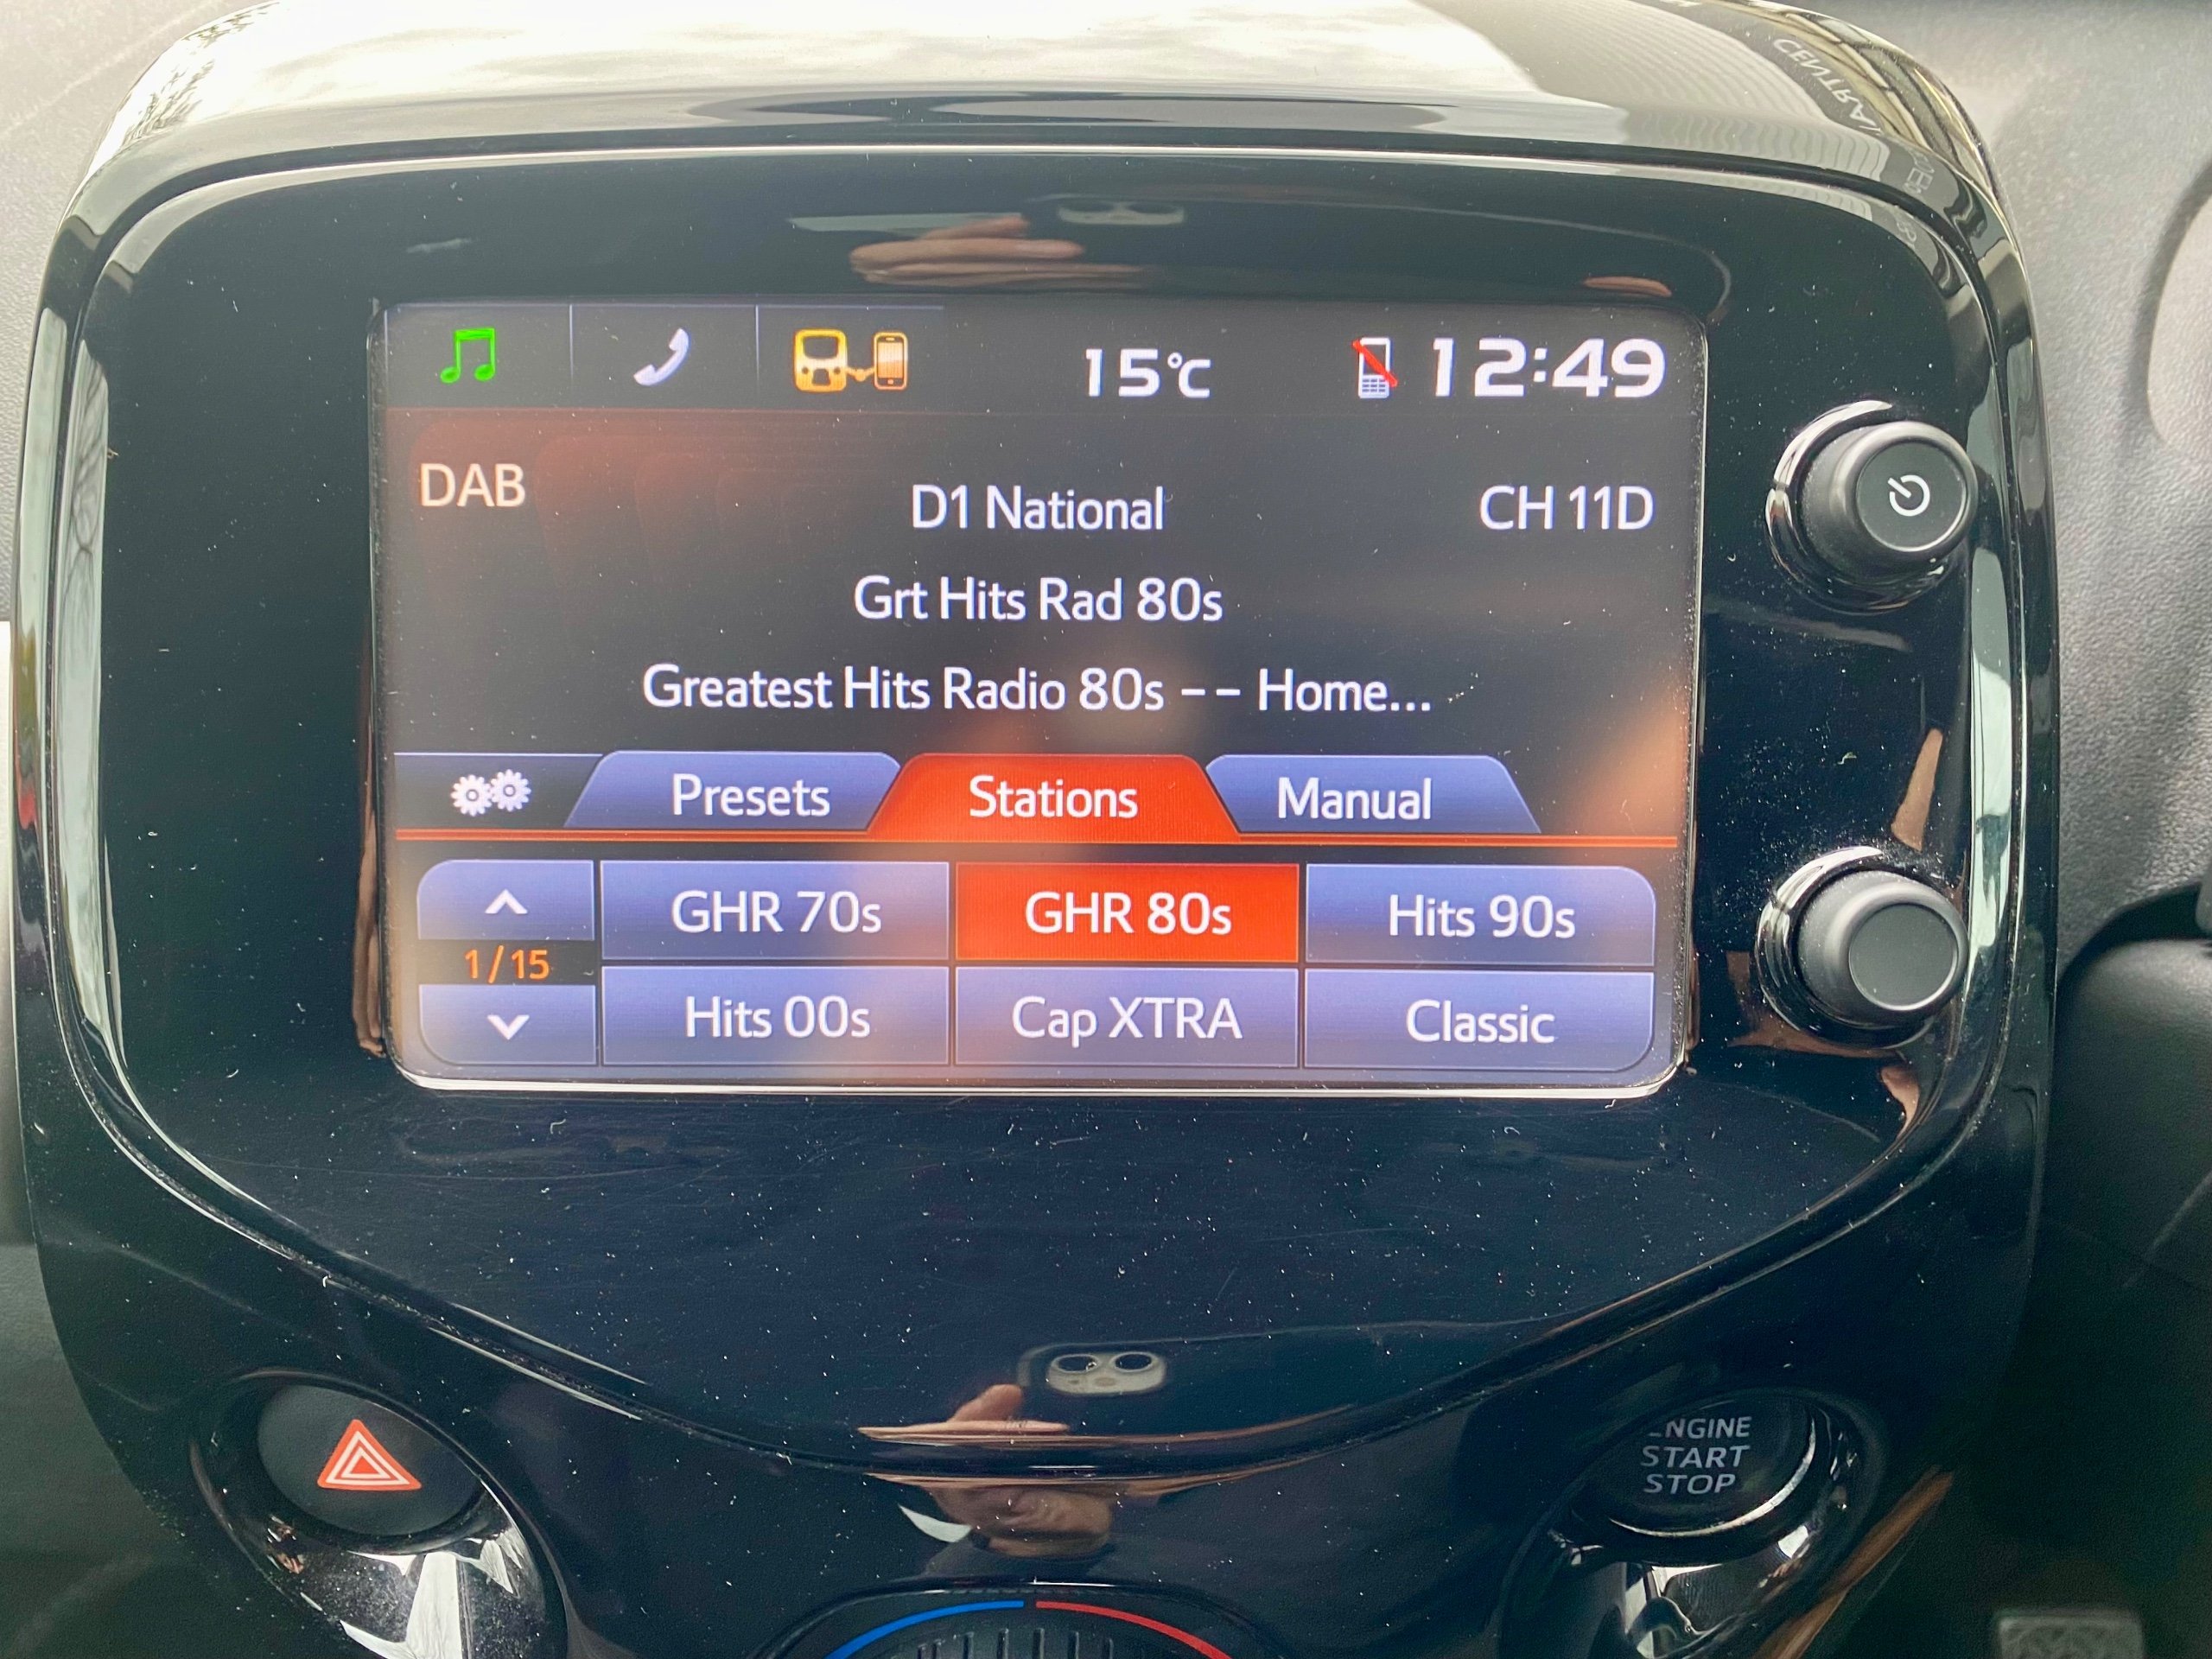 15°C
12:49
DAB
D1 National
CH 11D
Grt Hits Rad 80s
Greatest Hits Radio 80s -- Home...
Presets
Stations
Manual
GHR 70s
GHR 80s
Hits 90s
1/15
Hits 00s
Cap XTRA
Classic
ENGINE
START
STOP